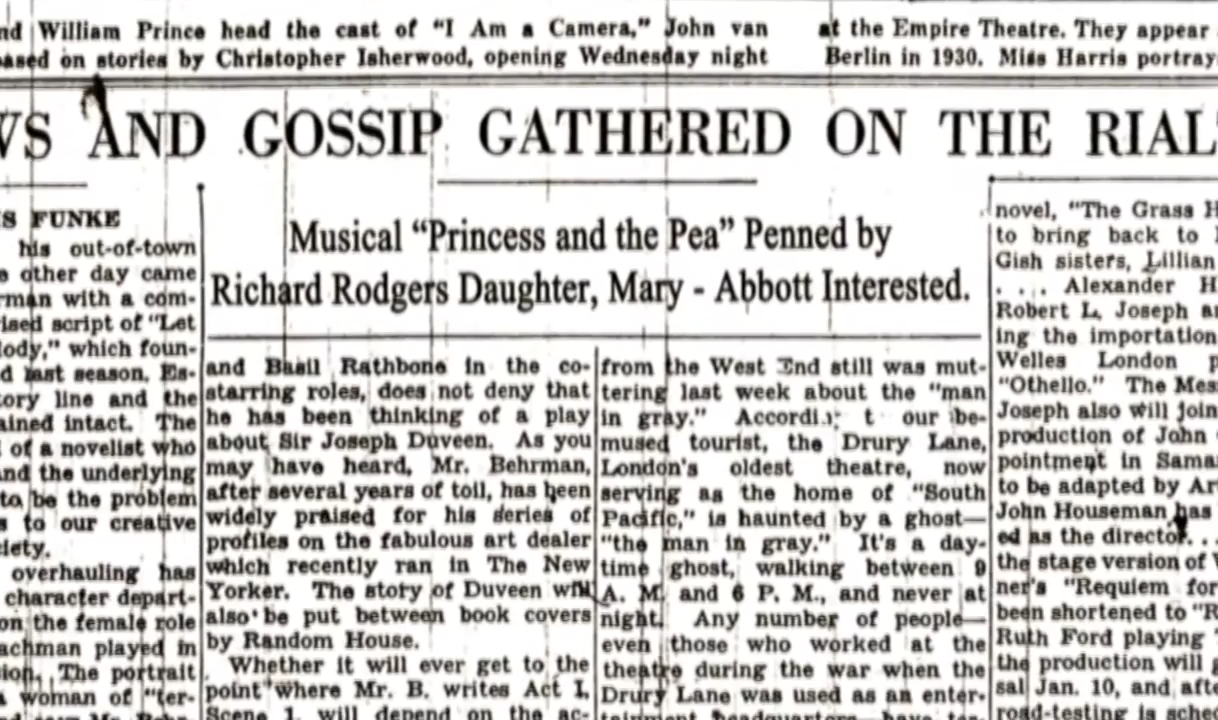 nd William Prince head the cast of "I Am a Camera," John van
ased on stories by Christopher Isherwood, opening Wednesday night
at the Empire Theatre. They appear
Berlin in 1930. Miss Harris portray
WS AND GOSSIP GATHERED ON THE RIAL
S FUNKE
his out-of-town
e other day came
rman with a com-
ised script of "Let
lody," which foun-
d last season. Es-
tory line and the
ained intact. The
of a novelist who
and the underlying
to be the problem
s to our creative
iety.
overhauling has
character depart-
on the female role
achman played in
ion. The portrait
a woman of "ter-
Musical "Princess and the Pea" Penned by
Richard Rodgers Daughter, Mary - Abbott Interested.
and Basil Rathbone in the co-
starring roles, does not deny that
he has been thinking of a play
about Sir Joseph Duveen. As you
may have heard, Mr. Behrman,
after several years of toil, has been
widely praised for his series of
profiles on the fabulous art dealer
which recently ran in The New
Yorker. The story of Duveen will
also be put between book covers
by Random House.
Whether it will ever get to the
point where Mr. B. writes Act I,
Scene 1, will depend on the ac-
from the West End still was mut-
tering last week about the "man
in gray." t our be-
mused tourist, the Drury Lane,
London's oldest theatre, now
serving as the home of "South
Pacific," is haunted by a ghost—
"the man in gray." It's a day-
time ghost, walking between 9
A. M. and 6 P. M., and never at
night. Any number of people—
even those who worked at the
theatre during the war when the
Drury Lane was used as an enter-
tainment headquarters—have
novel, "The Grass H
to bring back to
Gish sisters, Lillian
. . . Alexander H
Robert L. Joseph a
ing the importation
Welles London p
"Othello." The Mes
Joseph also will join
production of John
pointment in Sama
to be adapted by Ar
John Houseman has
ed as the director. . .
the stage version of
ner's "Requiem for
been shortened to "R
Ruth Ford playing
the production will
sal Jan. 10, and afte
road-testing is sched